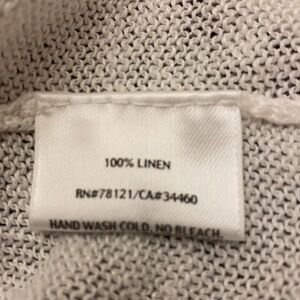 100% LINEN
RN#78121/CA#34460
HAND WASH COLD, NO BLEACH.